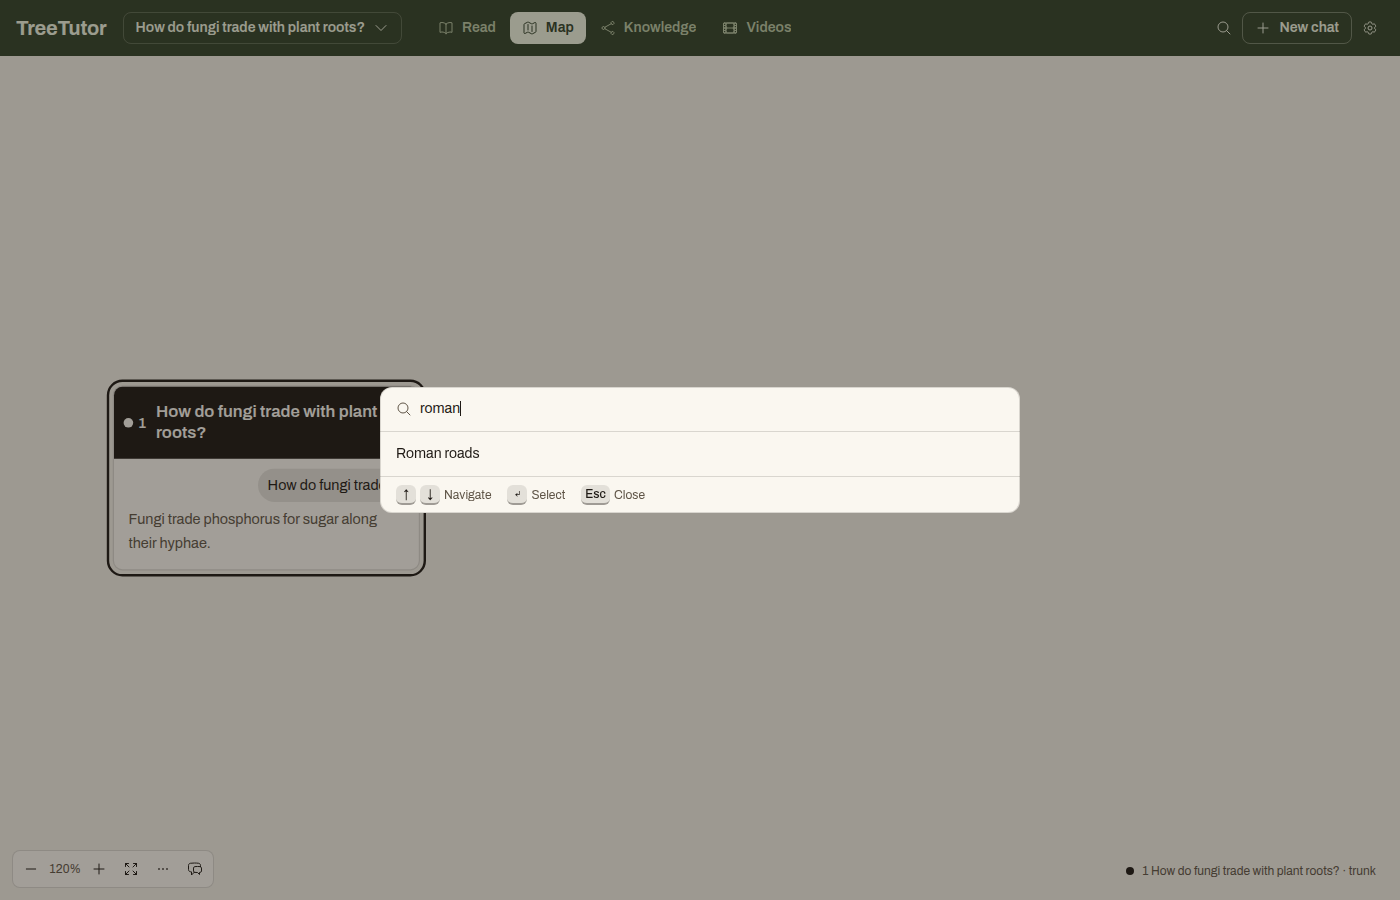 TreeTutor
How do fungi trade with plant roots?
Read
Map
Knowledge
Videos
New chat
1
How do fungi trade with plant
roots?
How do fungi trad
Fungi trade phosphorus for sugar along
their hyphae.
roman
Roman roads
↑ ↓ Navigate
↵ Select
Esc Close
120%
1 How do fungi trade with plant roots? · trunk